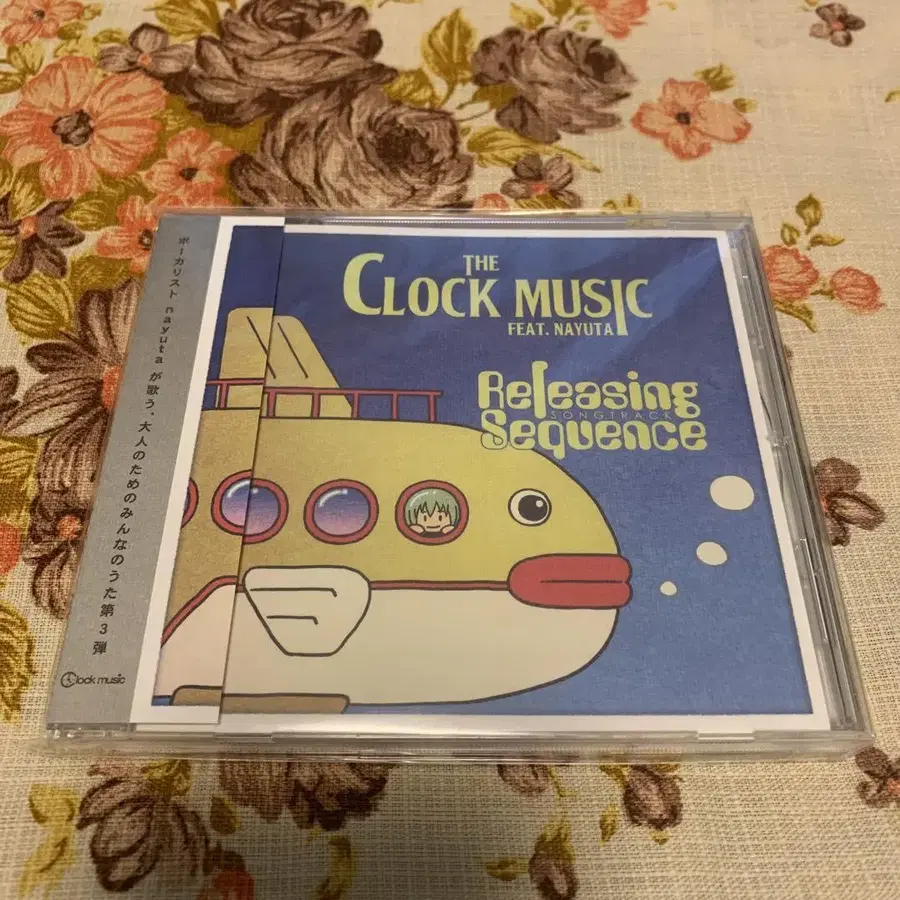 ボーカリスト nayuta が歌う、大人のためのみんなのうた第3弾
Clock music
THE
CLOCK MUSIC
FEAT. NAYUTA
Releasing
SONGTRACK
Sequence